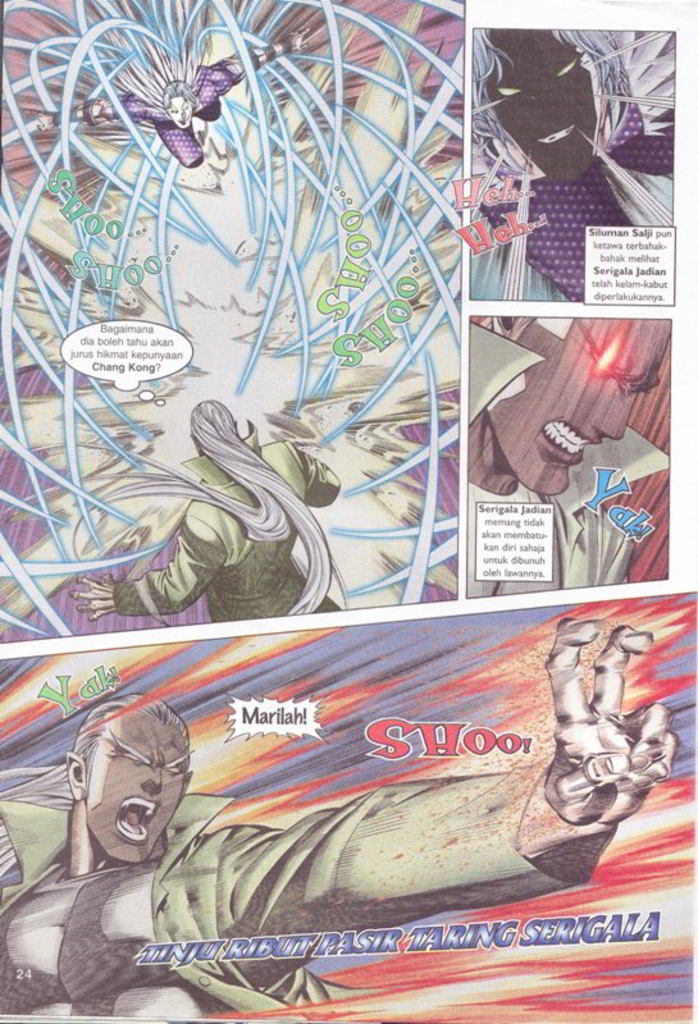 Shoo...
Shoo...
Shoo...
Shoo...
Bagaimana
dia boleh tahu akan
jurus hikmat kepunyaan
Chang Kong?
Heh...
Heh...
Siluman Salji pun
ketawa terbahak-
bahak melihat
Serigala Jadian
telah kelam-kabut
diperlakukannya.
Serigala Jadian
memang tidak
akan membatu-
kan diri sahaja
untuk dibunuh
oleh lawannya.
Yak!
Yak!
Marilah!
Shoo!
TINJU RIBUT PASIR TARING SERIGALA
24